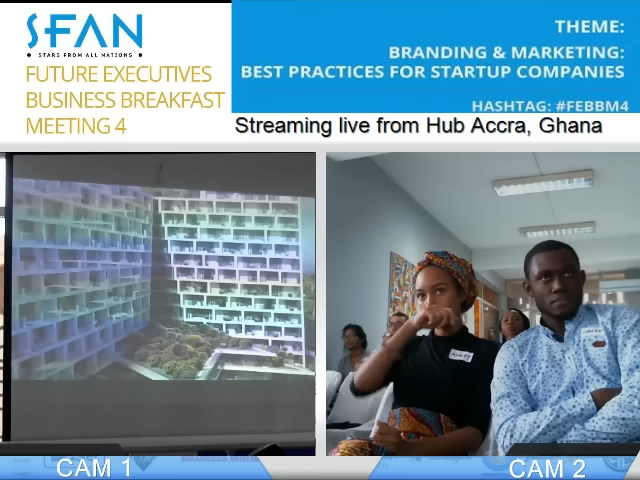 SFAN
• STARS FROM ALL NATIONS •
FUTURE EXECUTIVES
BUSINESS BREAKFAST
MEETING 4
THEME:
BRANDING & MARKETING:
BEST PRACTICES FOR STARTUP COMPANIES
HASHTAG: #FEBBM4
Streaming live from Hub Accra, Ghana
CAM 1
CAM 2